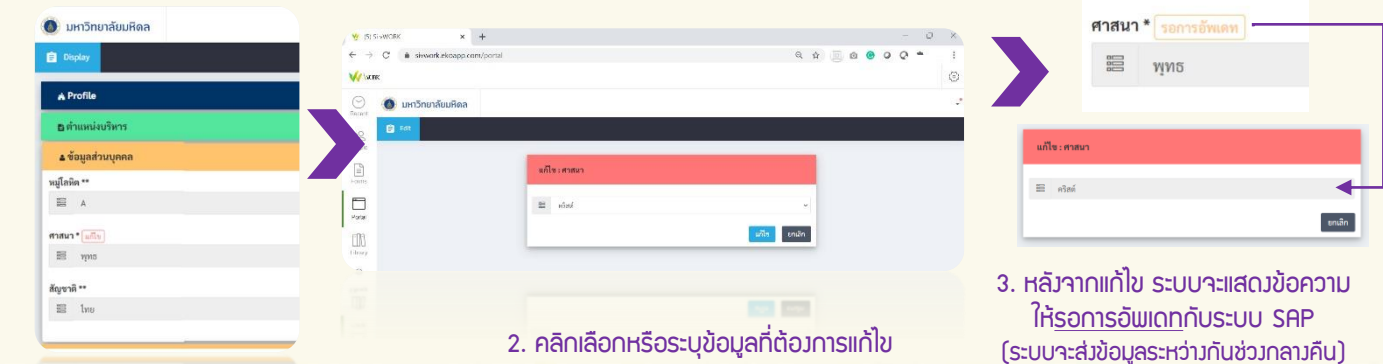 มหาวิทยาลัยมหิดล
Display
Profile
ตำแหน่งบริหาร
ข้อมูลส่วนบุคคล
หมู่โลหิต **
A
ศาสนา * แก้ไข
พุทธ
สัญชาติ **
ไทย
sivwork.ekoapp.com/portal
มหาวิทยาลัยมหิดล
Edit
Portal
Library
แก้ไข : ศาสนา
คริสต์
แก้ไข ยกเลิก
2. คลิกเลือกหรือระบุข้อมูลที่ต้องการแก้ไข
ศาสนา * รอการอัพเดท
พุทธ
แก้ไข : ศาสนา
คริสต์
ยกเลิก
3. หลังจากแก้ไข ระบบจะแสดงข้อความ
ให้รอการอัพเดทกับระบบ SAP
(ระบบจะส่งข้อมูลระหว่างกันช่วงกลางคืน)